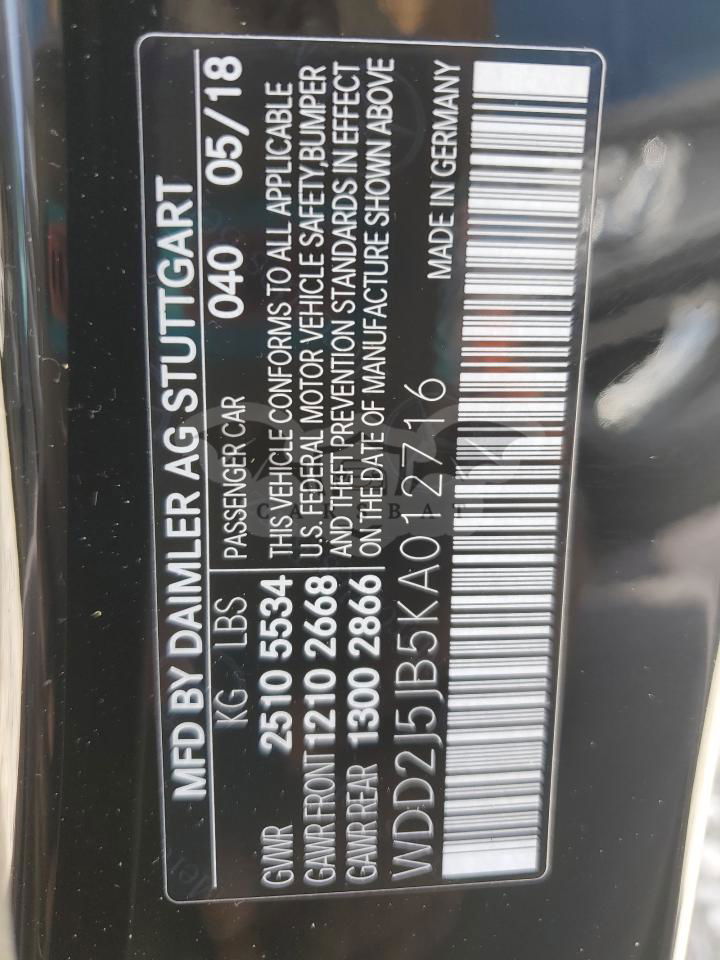 MFD BY DAIMLER AG STUTTGART
KG LBS PASSENGER CAR 040 05/18
GVWR 2510 5534 THIS VEHICLE CONFORMS TO ALL APPLICABLE
GAWR FRONT 1210 2668 U.S. FEDERAL MOTOR VEHICLE SAFETY,BUMPER
GAWR REAR 1300 2866 AND THEFT PREVENTION STANDARDS IN EFFECT
ON THE DATE OF MANUFACTURE SHOWN ABOVE
WDD2J5JB5KA012716 MADE IN GERMANY
CARSBAT